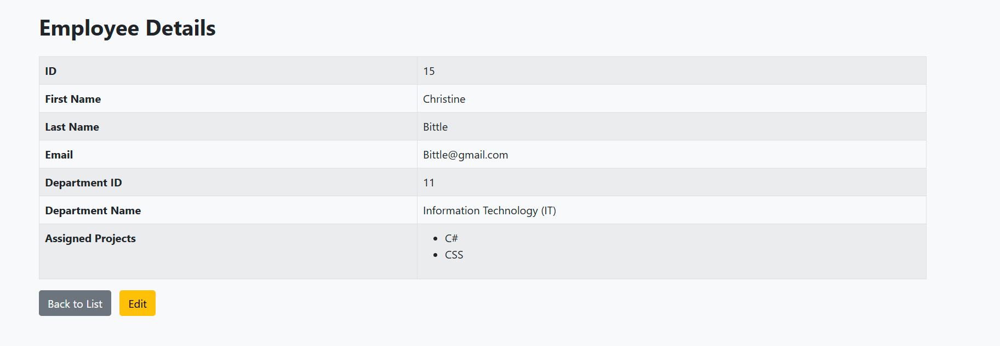 Employee Details
ID 15
First Name Christine
Last Name Bittle
Email Bittle@gmail.com
Department ID 11
Department Name Information Technology (IT)
Assigned Projects • C#
• CSS
Back to List Edit